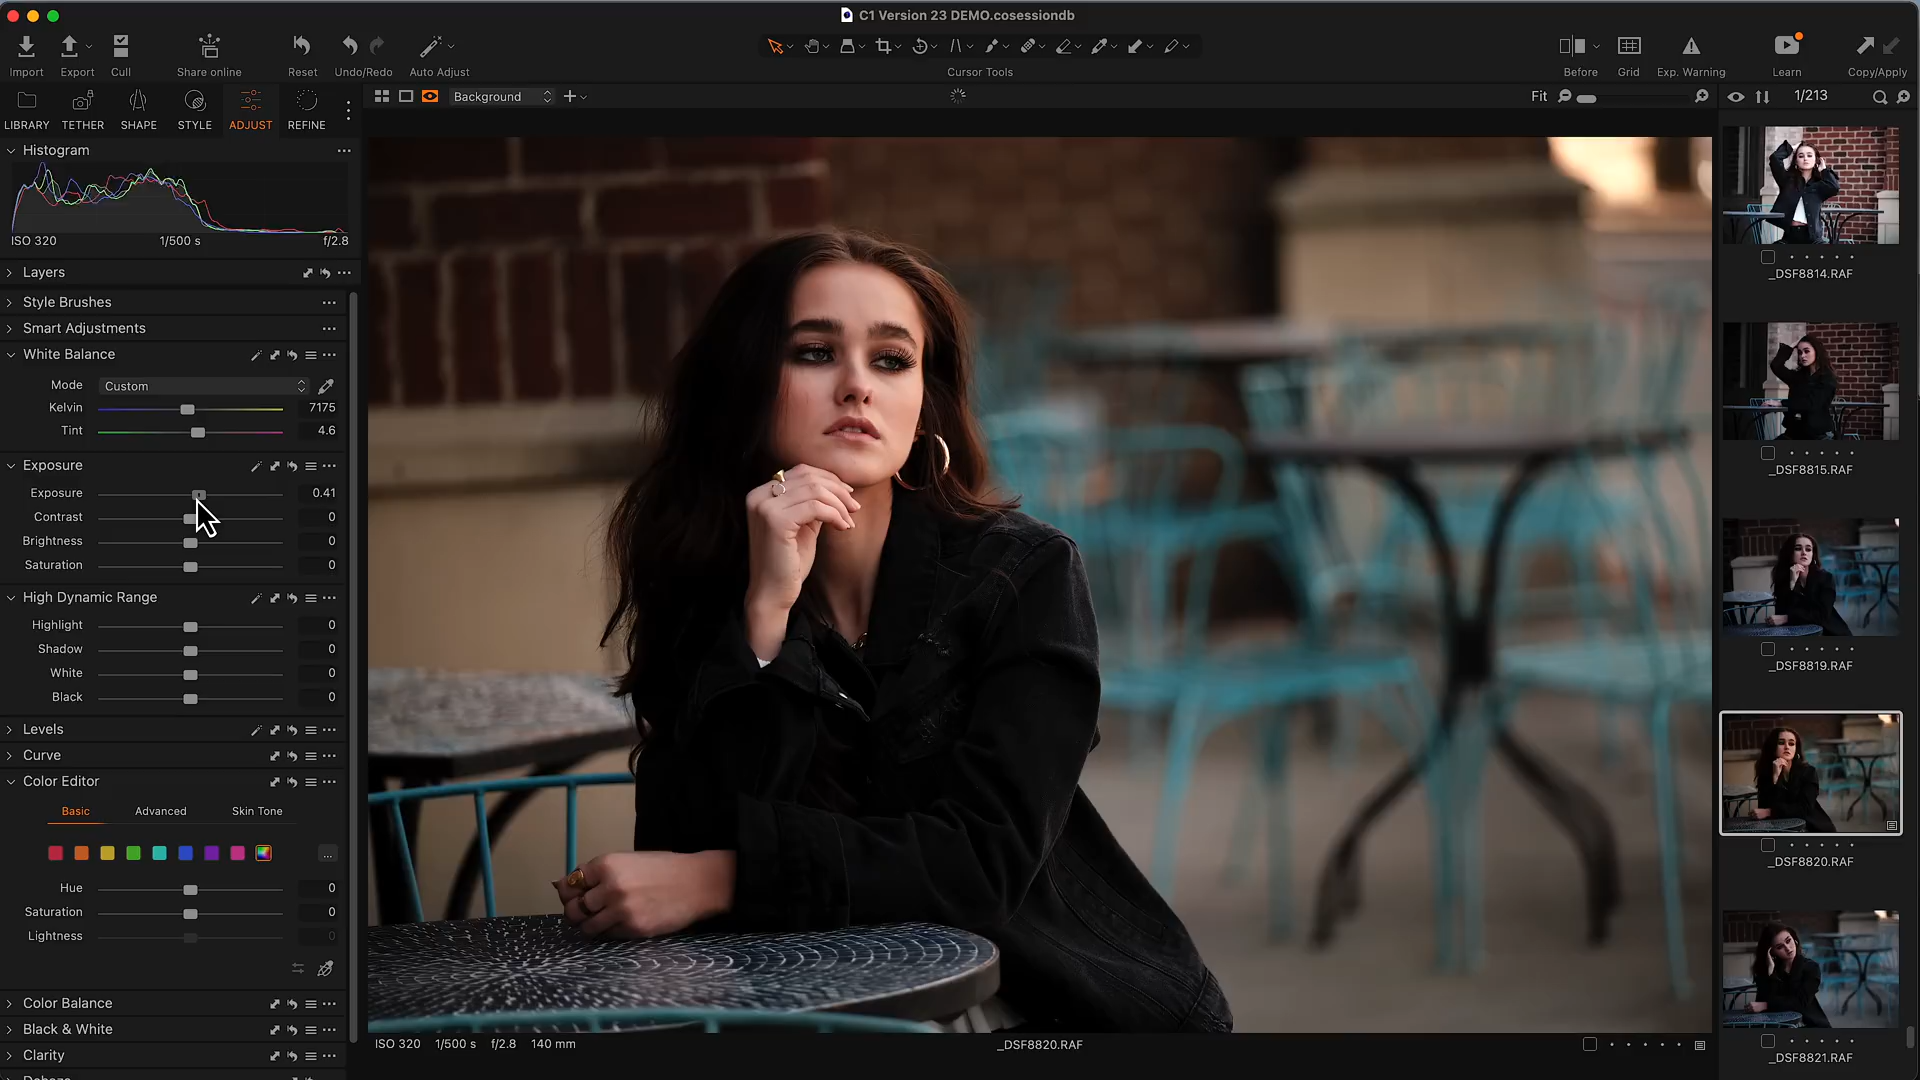 C1 Version 23 DEMO.cosessiondb
Import Export Cull Share online Reset Undo/Redo Auto Adjust Cursor Tools Before Grid Exp. Warning Learn Copy/Apply
LIBRARY TETHER SHAPE STYLE ADJUST REFINE
Background
Fit
1/213
Histogram
ISO 320 1/500 s f/2.8
Layers
Style Brushes
Smart Adjustments
White Balance
Mode Custom
Kelvin 7175
Tint 4.6
Exposure
Exposure 0.41
Contrast 0
Brightness 0
Saturation 0
High Dynamic Range
Highlight 0
Shadow 0
White 0
Black 0
Levels
Curve
Color Editor
Basic Advanced Skin Tone
...
Hue 0
Saturation 0
Lightness 0
Color Balance
Black & White
Clarity
ISO 320 1/500 s f/2.8 140 mm
_DSF8820.RAF
_DSF8814.RAF
_DSF8815.RAF
_DSF8819.RAF
_DSF8820.RAF
_DSF8821.RAF